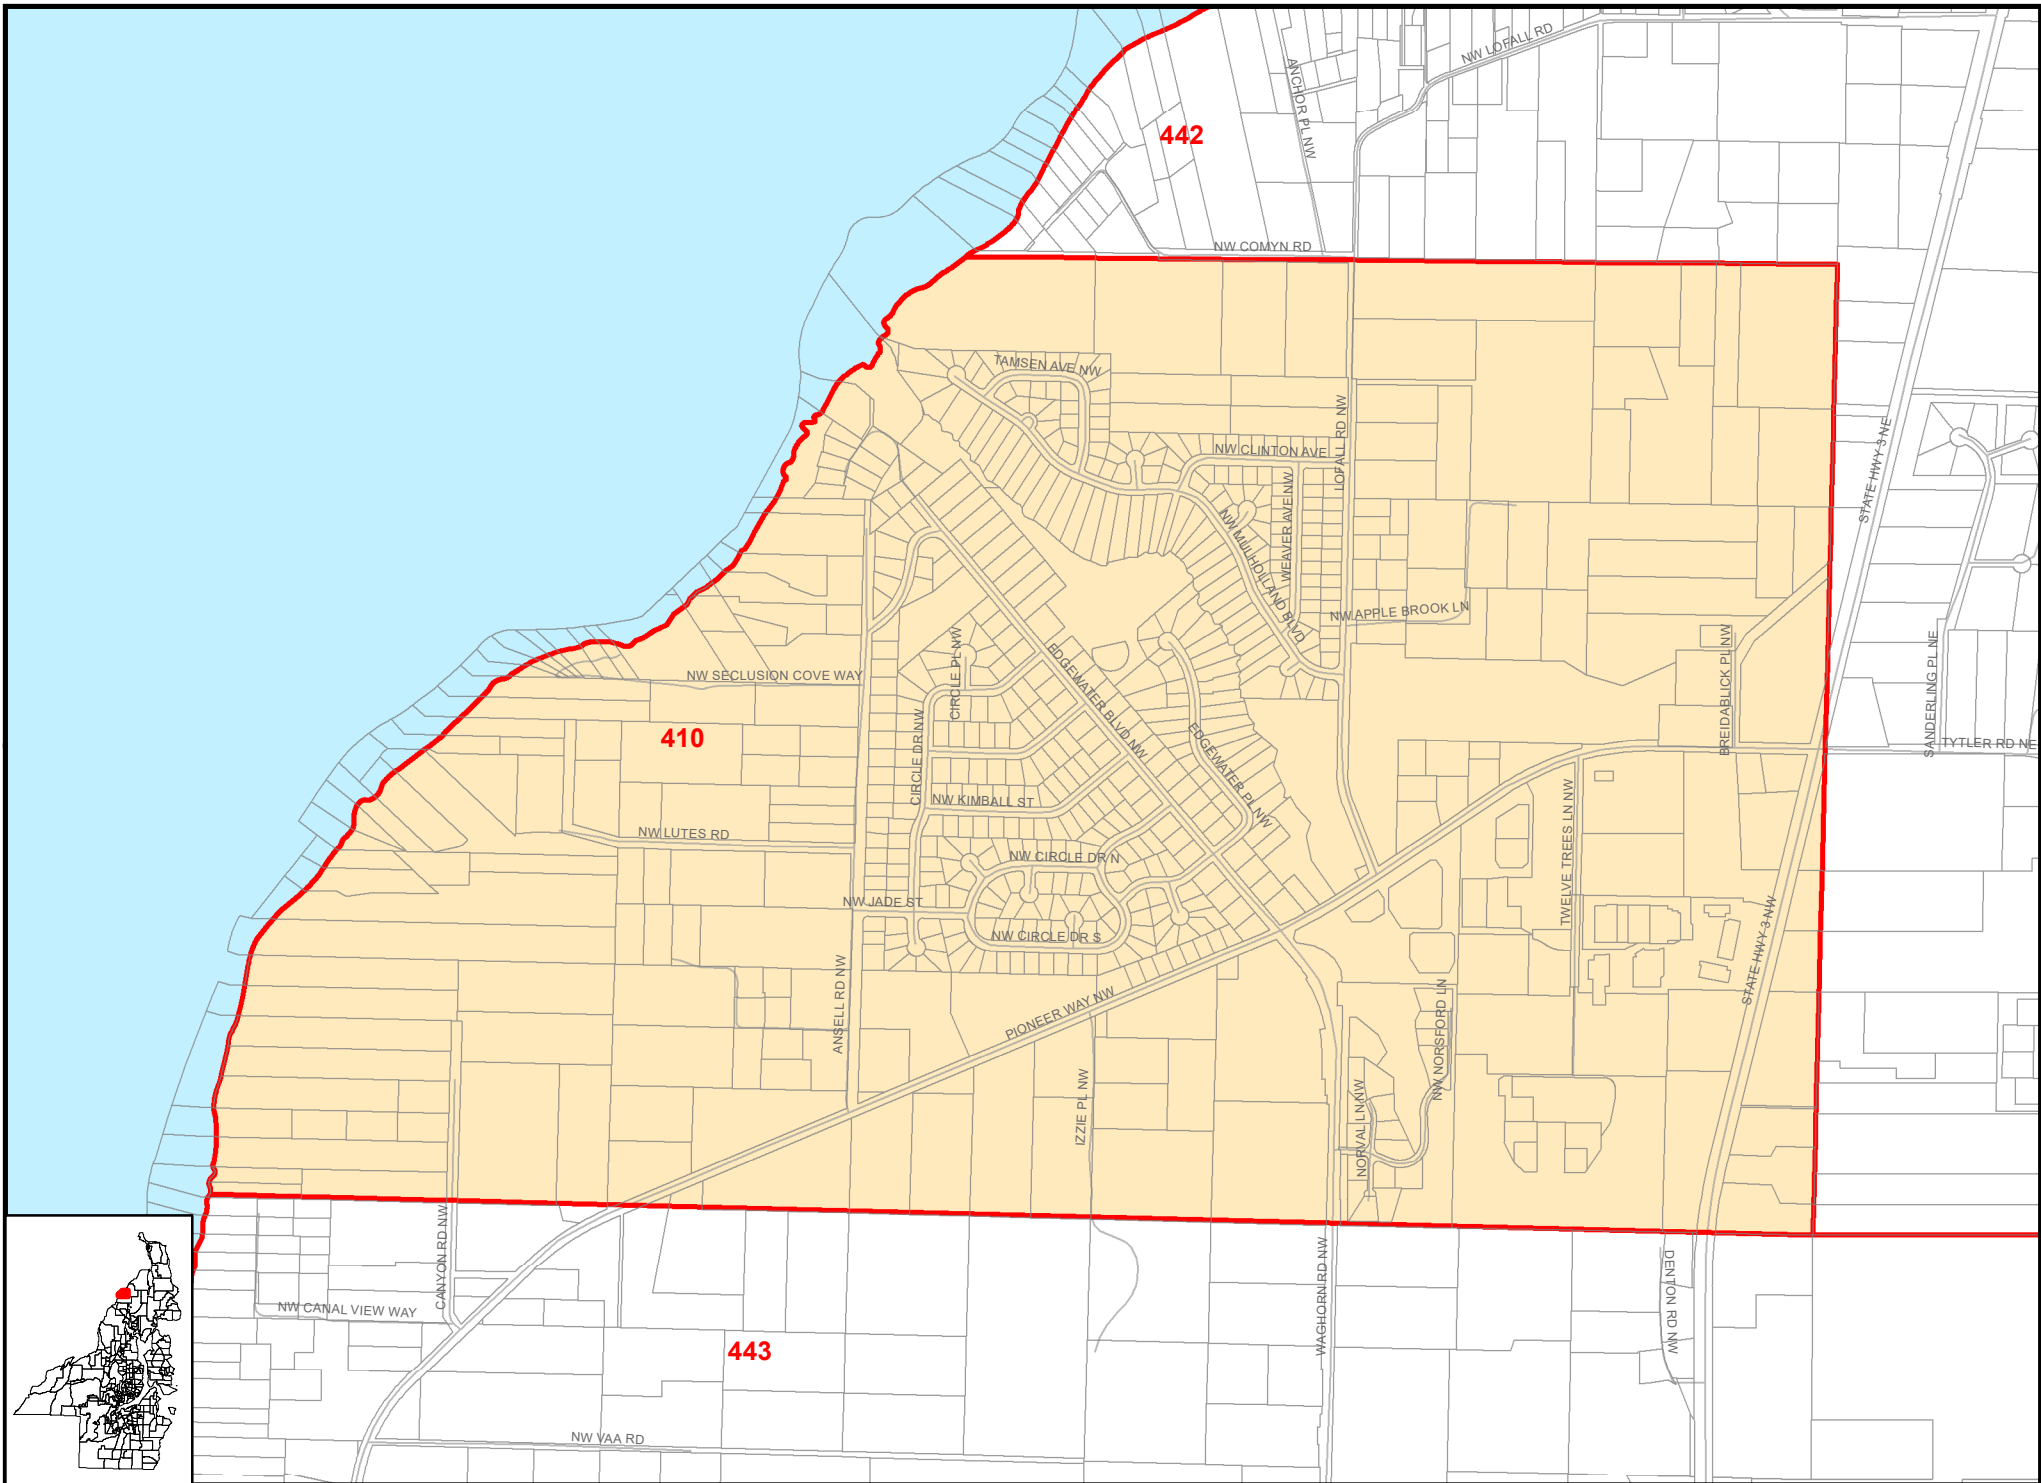 NW LOFALL RD
ANCHOR PL NW
442
NW COMYN RD
TAMSEN AVE NW
LOFALL RD NW
NW CLINTON AVE
STATE HWY 3 NE
WEAVER AVE NW
NW MULHOLLAND BLVD
NW APPLE BROOK LN
CIRCLE PL NW
EDGEWATER BLVD NW
BREIDABLICK PL NW
SANDERLING PL NE
NW SECLUSION COVE WAY
410
CIRCLE DR NW
EDGEWATER PL NW
TYTLER RD NE
NW KIMBALL ST
NW LUTES RD
TWELVE TREES LN NW
NW CIRCLE DR N
NW JADE ST
NW CIRCLE DR S
STATE HWY 3 NW
ANSELL RD NW
PIONEER WAY NW
NW NORSFORD LN
IZZIE PL NW
NORVAL LN NW
CANYON RD NW
WAGHORN RD NW
DENTON RD NW
NW CANAL VIEW WAY
443
NW VAA RD